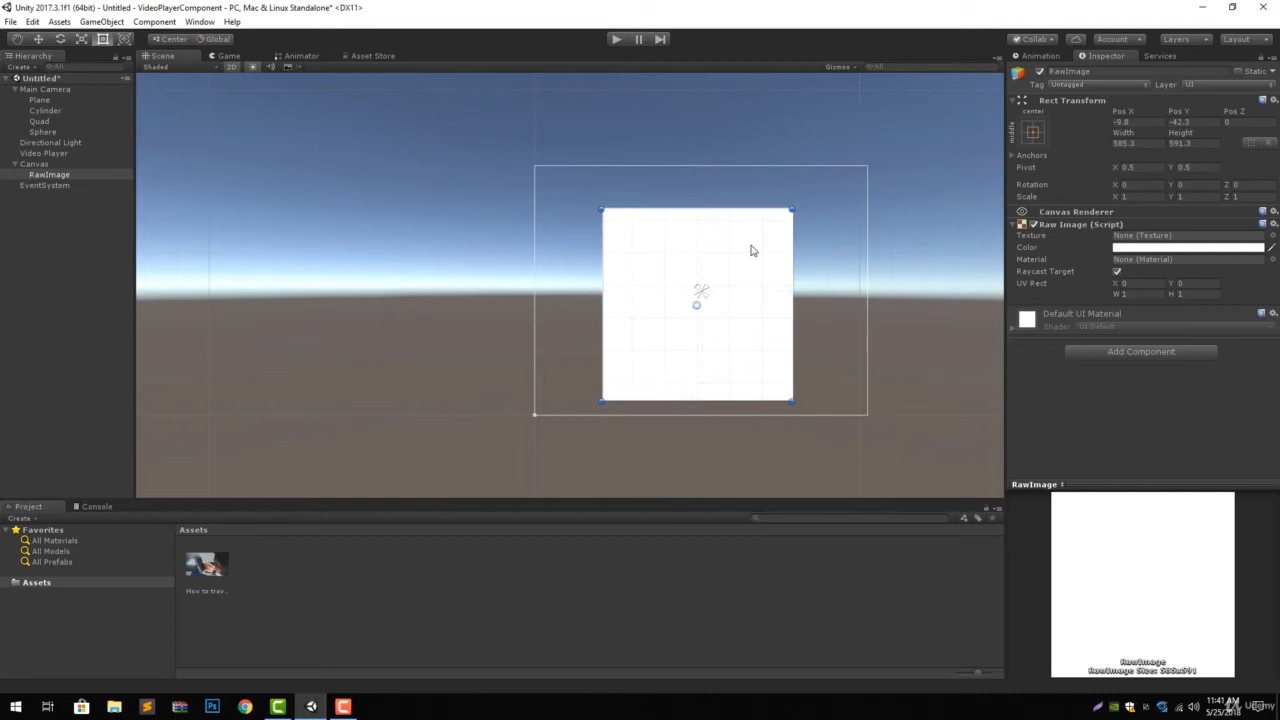 Unity 2017.3.1f1 (64bit) - Untitled - VideoPlayerComponent - PC, Mac & Linux Standalone* <DX11>
File Edit Assets GameObject Component Window Help
Center Global
Collab Account Layers Layout
Hierarchy
Scene Game Animator Asset Store
Animation Inspector Services
Create All
Shaded 2D Gizmos All
RawImage Static
Untitled*
Tag Untagged Layer UI
Main Camera
Plane
Cylinder
Quad
Sphere
Directional Light
Video Player
Canvas
RawImage
EventSystem
Rect Transform
center Pos X Pos Y Pos Z
middle -9.8 -42.3 0
Width Height
585.3 591.3
R
Anchors
Pivot X 0.5 Y 0.5
Rotation X 0 Y 0 Z 0
Scale X 1 Y 1 Z 1
Canvas Renderer
Raw Image (Script)
Texture None (Texture)
Color
Material None (Material)
Raycast Target
UV Rect X 0 Y 0
W 1 H 1
Default UI Material
Shader UI/Default
Add Component
RawImage
RawImage
RawImage Size: 585x591
Project Console
Create
Favorites
All Materials
All Models
All Prefabs
Assets
Assets
How to trav...
11:41 AM
5/25/2018
Udemy